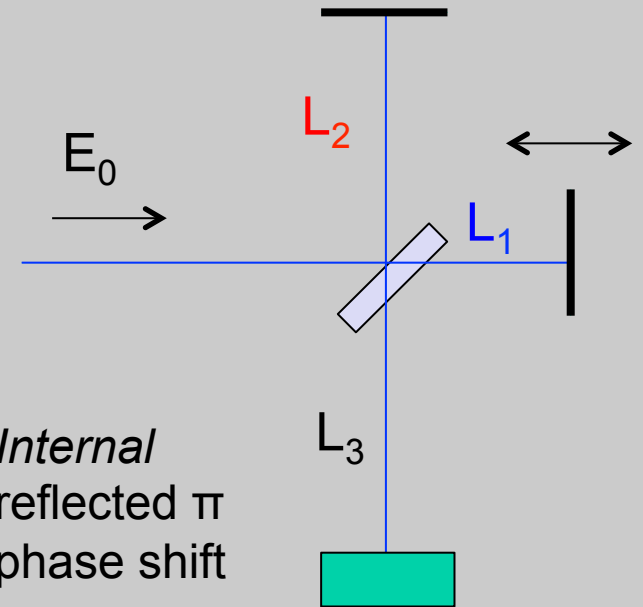 L₂
E₀
L₁
L₃
Internal
reflected π
phase shift